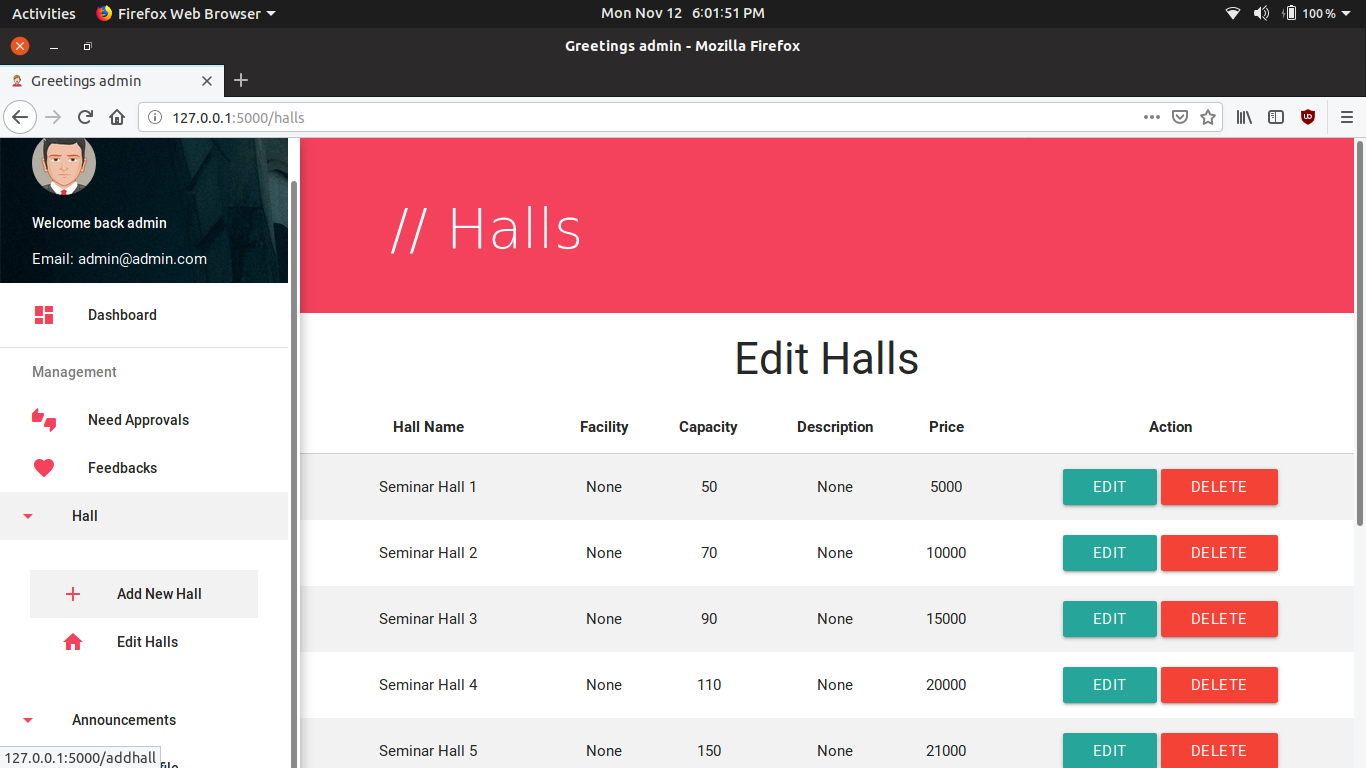 Activities Firefox Web Browser Mon Nov 12 6:01:51 PM 100 %
Greetings admin - Mozilla Firefox
Greetings admin
127.0.0.1:5000/halls
// Halls
Welcome back admin
Email: admin@admin.com
Dashboard
Management
Need Approvals
Feedbacks
Hall
Add New Hall
Edit Halls
Announcements
127.0.0.1:5000/addhall
Edit Halls
Hall Name Facility Capacity Description Price Action
Seminar Hall 1 None 50 None 5000 EDIT DELETE
Seminar Hall 2 None 70 None 10000 EDIT DELETE
Seminar Hall 3 None 90 None 15000 EDIT DELETE
Seminar Hall 4 None 110 None 20000 EDIT DELETE
Seminar Hall 5 None 150 None 21000 EDIT DELETE